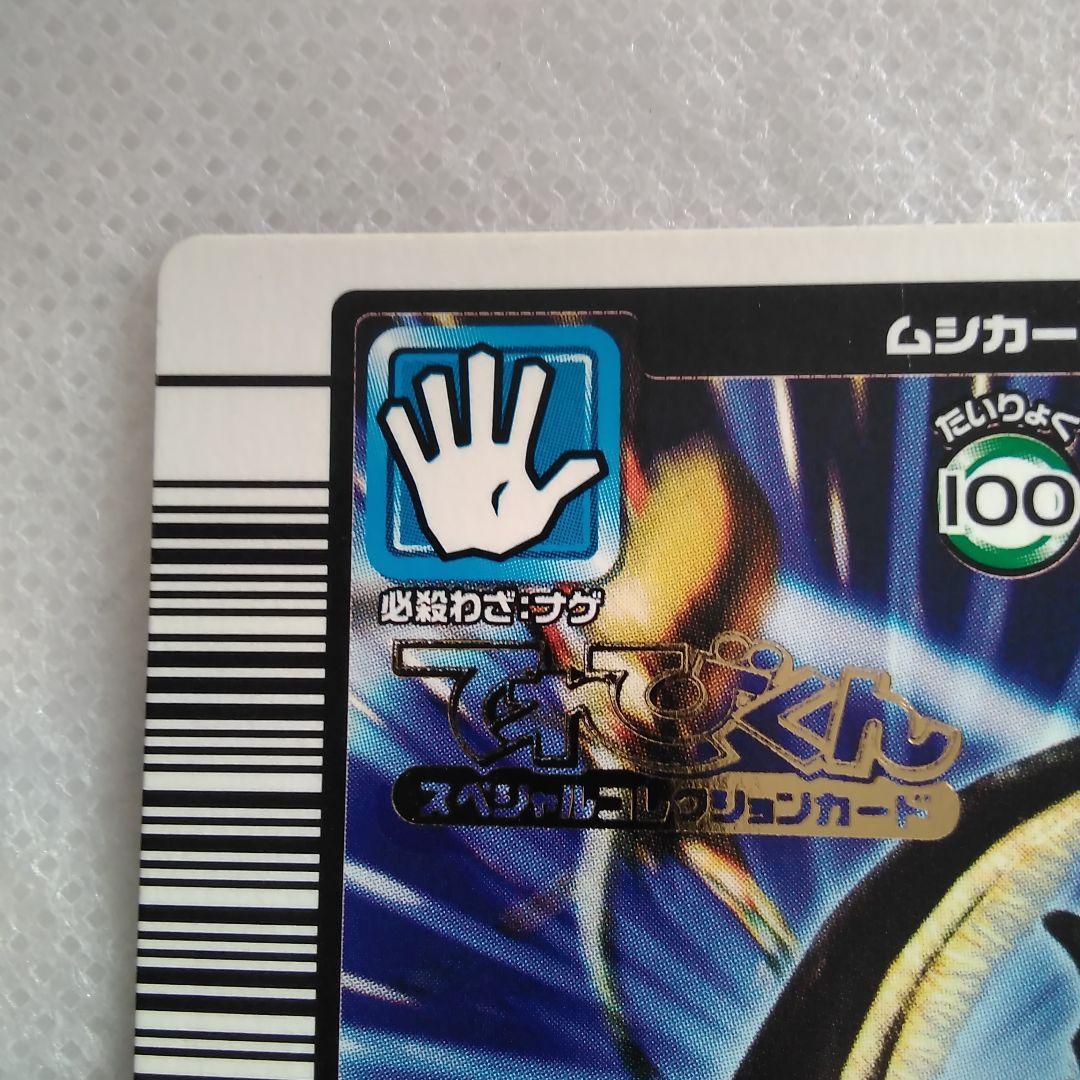 ムシカー
たいりょく
100
必殺わざ:ナゲ
てれびくん
スペシャルコレクションカード